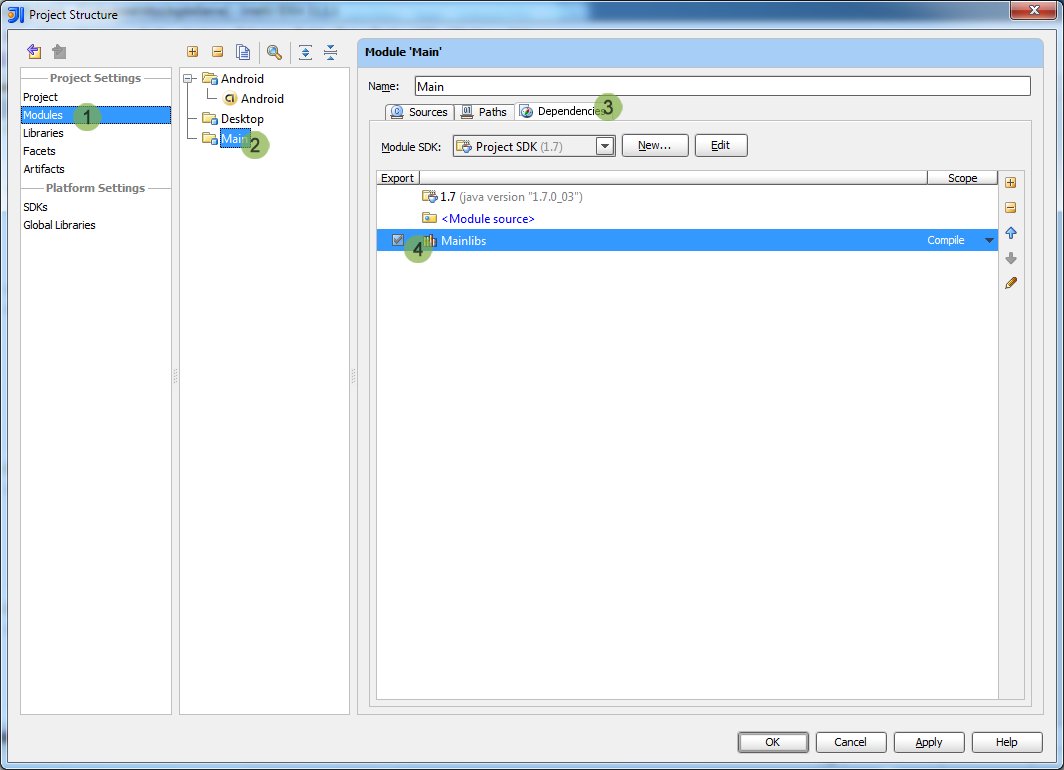 Project Structure
Project Settings
Project
Modules
1
Libraries
Facets
Artifacts
Platform Settings
SDKs
Global Libraries
Android
Android
Desktop
Main
2
Module 'Main'
Name: Main
Sources Paths Dependencies 3
Module SDK: Project SDK (1.7) New... Edit
Export Scope
1.7 (java version "1.7.0_03")
<Module source>
4 Mainlibs Compile
OK Cancel Apply Help